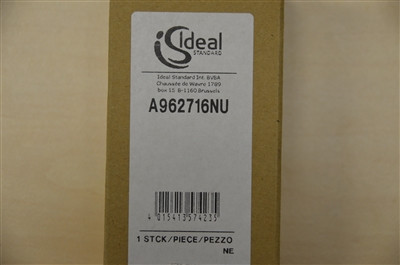 Ideal
STANDARD
Ideal Standard Int. BVBA
Chaussée de Wavre 1789
box 15 B-1160 Brussels
A962716NU
4 015413 574233
1 STCK/PIECE/PEZZO
NE